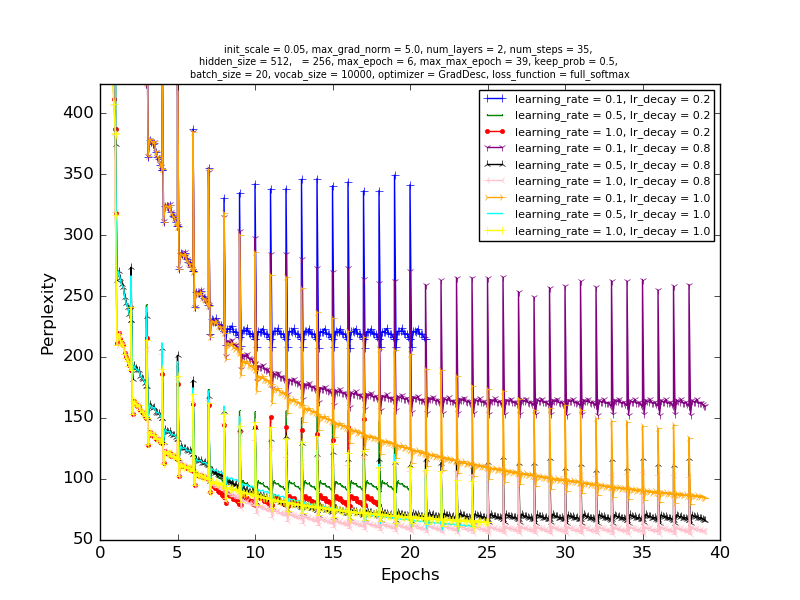 init_scale = 0.05, max_grad_norm = 5.0, num_layers = 2, num_steps = 35,
hidden_size = 512,   = 256, max_epoch = 6, max_max_epoch = 39, keep_prob = 0.5,
batch_size = 20, vocab_size = 10000, optimizer = GradDesc, loss_function = full_softmax
learning_rate = 0.1, lr_decay = 0.2
learning_rate = 0.5, lr_decay = 0.2
learning_rate = 1.0, lr_decay = 0.2
learning_rate = 0.1, lr_decay = 0.8
learning_rate = 0.5, lr_decay = 0.8
learning_rate = 1.0, lr_decay = 0.8
learning_rate = 0.1, lr_decay = 1.0
learning_rate = 0.5, lr_decay = 1.0
learning_rate = 1.0, lr_decay = 1.0
Perplexity
400
350
300
250
200
150
100
50
0 5 10 15 20 25 30 35 40
Epochs